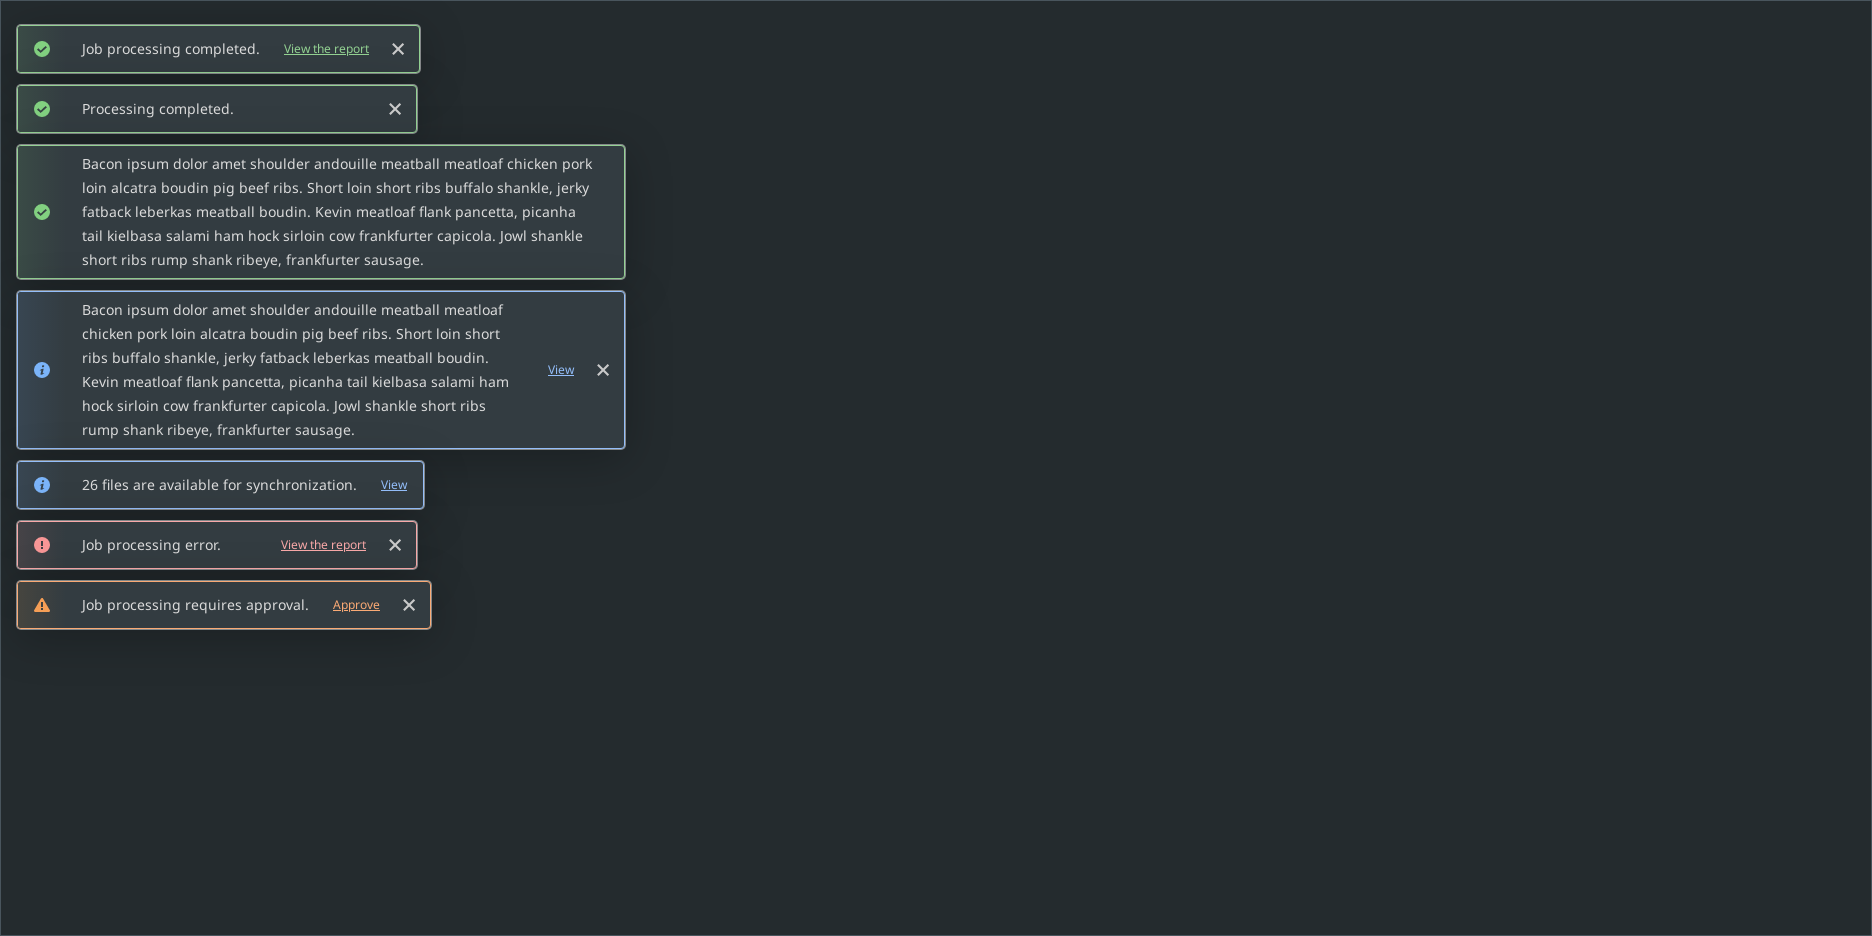 Job processing completed. View the report
Processing completed.
Bacon ipsum dolor amet shoulder andouille meatball meatloaf chicken pork
loin alcatra boudin pig beef ribs. Short loin short ribs buffalo shankle, jerky
fatback leberkas meatball boudin. Kevin meatloaf flank pancetta, picanha
tail kielbasa salami ham hock sirloin cow frankfurter capicola. Jowl shankle
short ribs rump shank ribeye, frankfurter sausage.
Bacon ipsum dolor amet shoulder andouille meatball meatloaf
chicken pork loin alcatra boudin pig beef ribs. Short loin short
ribs buffalo shankle, jerky fatback leberkas meatball boudin.
Kevin meatloaf flank pancetta, picanha tail kielbasa salami ham
hock sirloin cow frankfurter capicola. Jowl shankle short ribs
rump shank ribeye, frankfurter sausage.
View
26 files are available for synchronization. View
Job processing error. View the report
Job processing requires approval. Approve